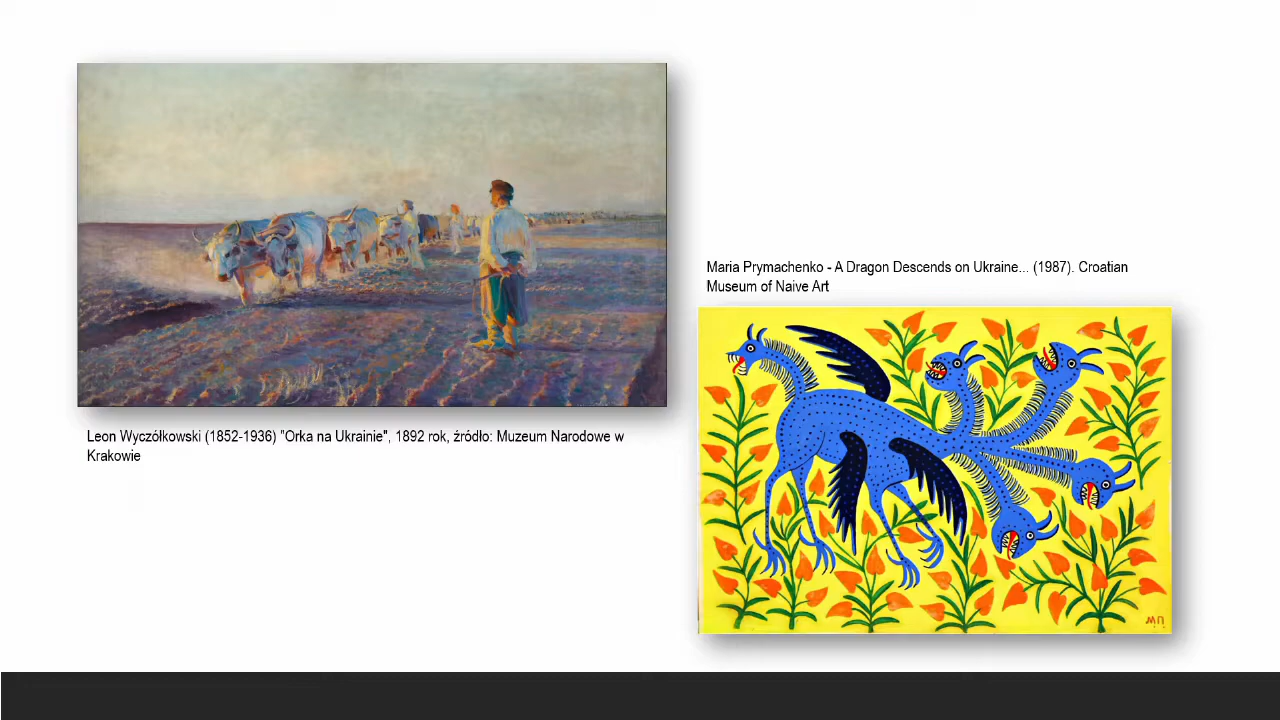 Leon Wyczółkowski (1852-1936) "Orka na Ukrainie", 1892 rok, źródło: Muzeum Narodowe w
Krakowie
Maria Prymachenko - A Dragon Descends on Ukraine... (1987). Croatian
Museum of Naive Art
МП